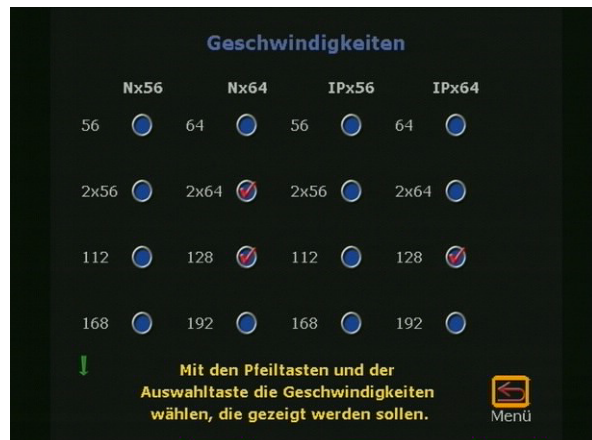 Geschwindigkeiten
Nx56 Nx64 IPx56 IPx64
56 64 56 64
2x56 2x64 2x56 2x64
112 128 112 128
168 192 168 192
Mit den Pfeiltasten und der
Auswahltaste die Geschwindigkeiten
wählen, die gezeigt werden sollen.
Menü